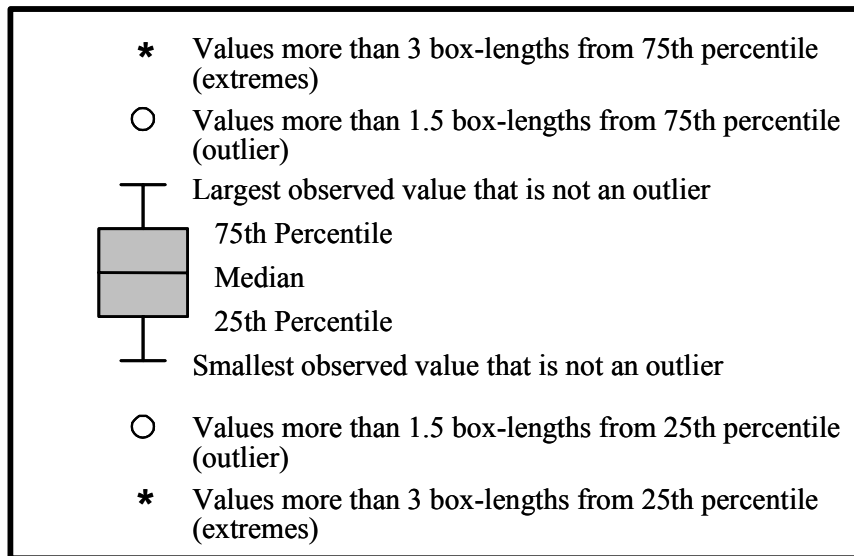 * Values more than 3 box-lengths from 75th percentile
(extremes)
Values more than 1.5 box-lengths from 75th percentile
(outlier)
Largest observed value that is not an outlier
75th Percentile
Median
25th Percentile
Smallest observed value that is not an outlier
Values more than 1.5 box-lengths from 25th percentile
(outlier)
* Values more than 3 box-lengths from 25th percentile
(extremes)